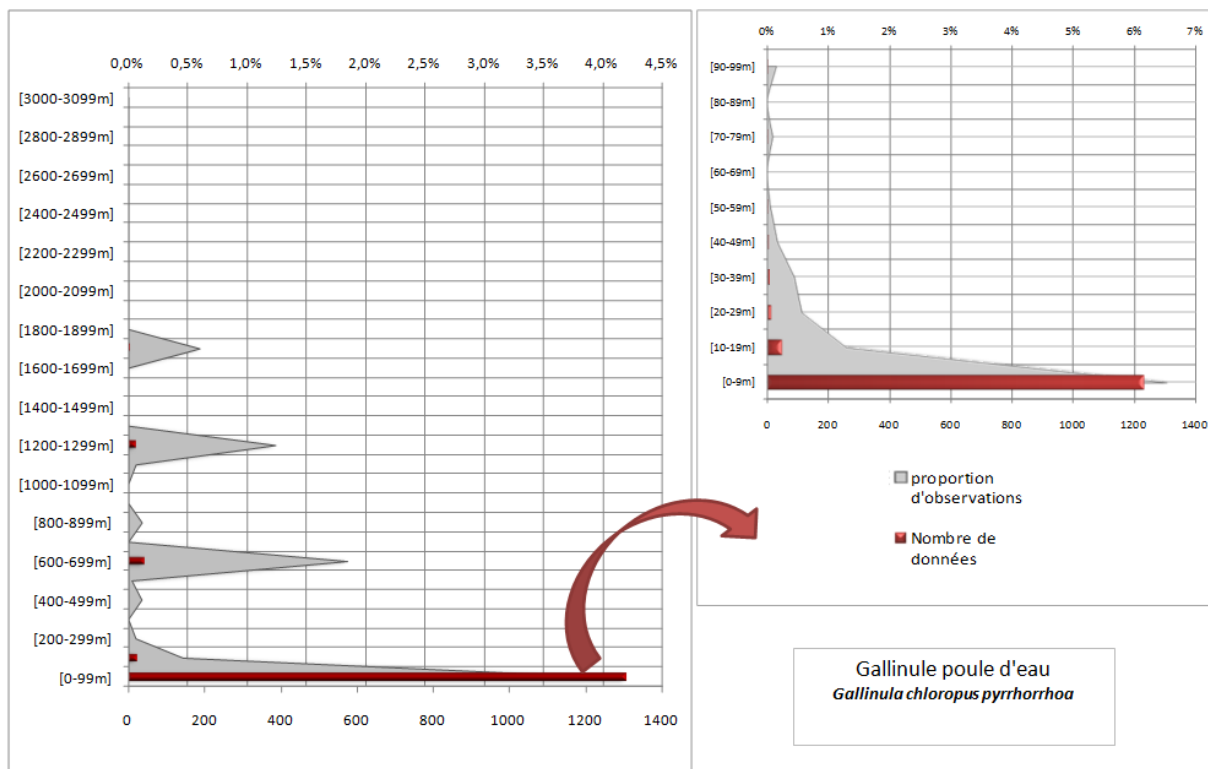 0,0% 0,5% 1,0% 1,5% 2,0% 2,5% 3,0% 3,5% 4,0% 4,5%
[3000-3099m]
[2800-2899m]
[2600-2699m]
[2400-2499m]
[2200-2299m]
[2000-2099m]
[1800-1899m]
[1600-1699m]
[1400-1499m]
[1200-1299m]
[1000-1099m]
[800-899m]
[600-699m]
[400-499m]
[200-299m]
[0-99m]
0 200 400 600 800 1000 1200 1400
0% 1% 2% 3% 3% 4% 5% 6% 7%
[90-99m]
[80-89m]
[70-79m]
[60-69m]
[50-59m]
[40-49m]
[30-39m]
[20-29m]
[10-19m]
[0-9m]
0 200 400 600 800 1000 1200 1400
proportion
d'observations
Nombre de
données
Gallinule poule d'eau
Gallinula chloropus pyrrhorrhoa